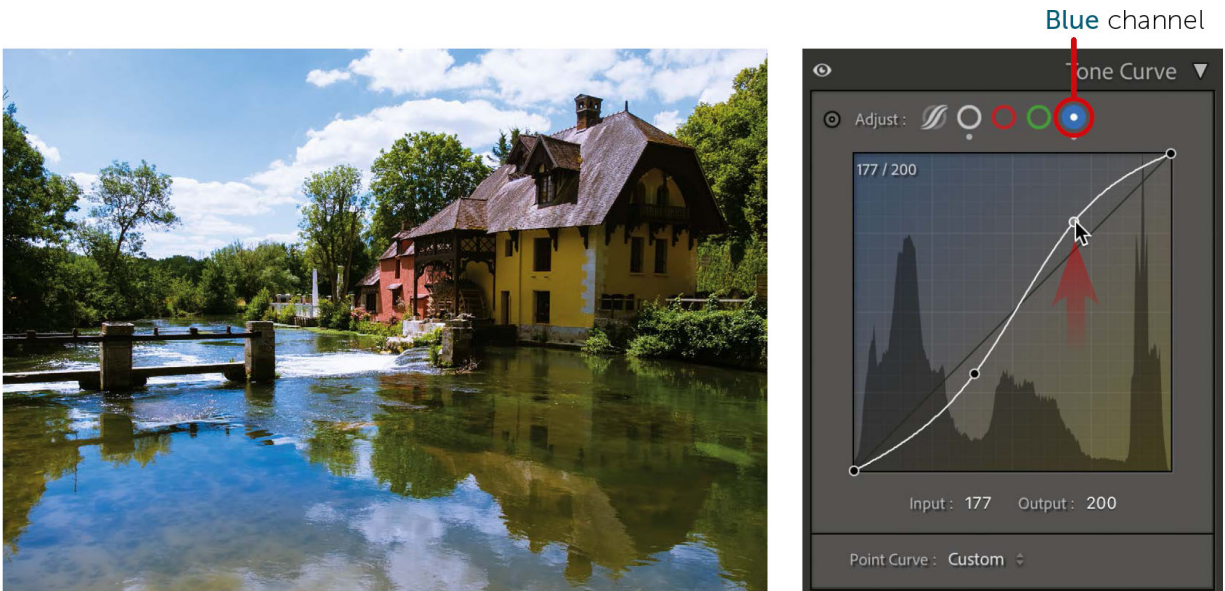 Blue channel
Tone Curve
Adjust :
177 / 200
Input : 177 Output : 200
Point Curve : Custom